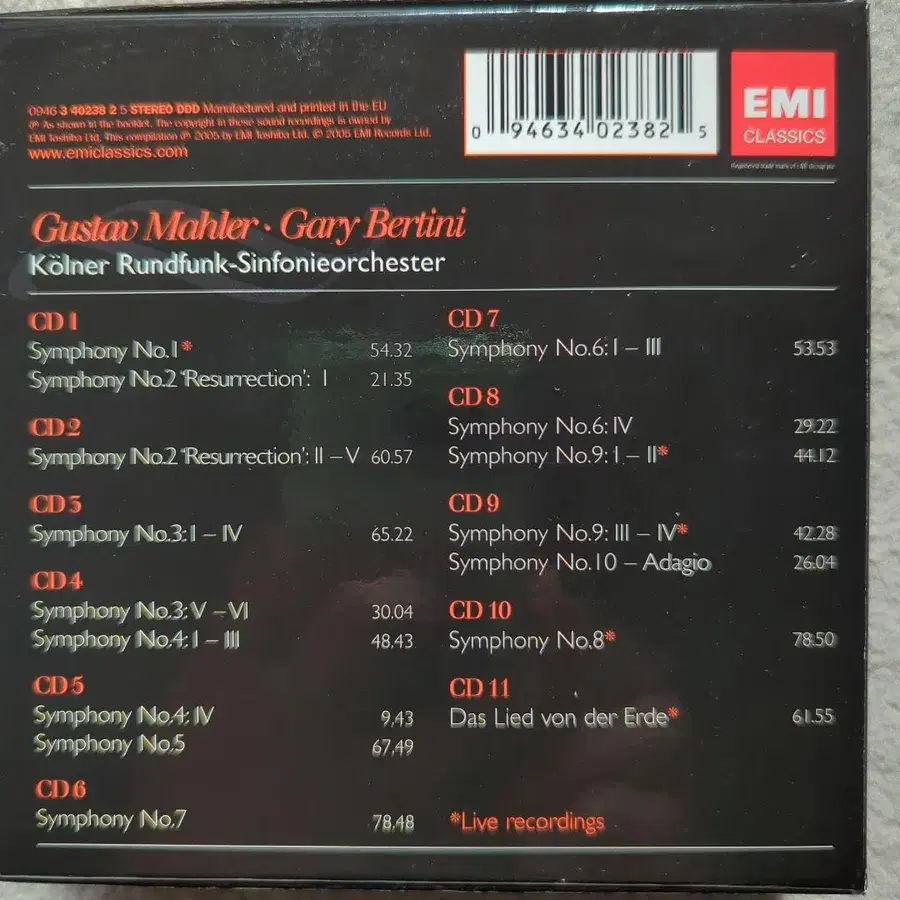 0946 3 40238 2 5 STEREO DDD Manufactured and printed in the EU
℗ As shown in the booklet. The copyright in these sound recordings is owned by
EMI Toshiba Ltd. This compilation ℗ 2005 by EMI Toshiba Ltd. © 2005 EMI Records Ltd.
www.emiclassics.com
0 94634 02382 5
EMI
CLASSICS
Registered trade mark of EMI Group plc
Gustav Mahler · Gary Bertini
Kölner Rundfunk-Sinfonieorchester
CD 1
Symphony No.1* 54.32
Symphony No.2 'Resurrection': I 21.35
CD 2
Symphony No.2 'Resurrection': II – V 60.57
CD 3
Symphony No.3: I – IV 65.22
CD 4
Symphony No.3: V – VI 30.04
Symphony No.4: I – III 48.43
CD 5
Symphony No.4: IV 9.43
Symphony No.5 67.49
CD 6
Symphony No.7 78.48
CD 7
Symphony No.6: I – III 53.53
CD 8
Symphony No.6: IV 29.22
Symphony No.9: I – II* 44.12
CD 9
Symphony No.9: III – IV* 42.28
Symphony No.10 – Adagio 26.04
CD 10
Symphony No.8* 78.50
CD 11
Das Lied von der Erde* 61.55
*Live recordings